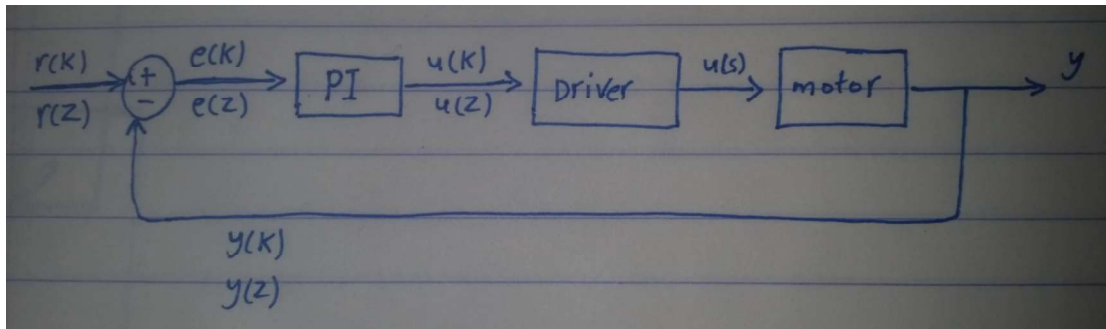 r(k)
r(z)
+
-
e(k)
e(z)
PI
u(k)
u(z)
Driver
u(s)
motor
y
y(k)
y(z)